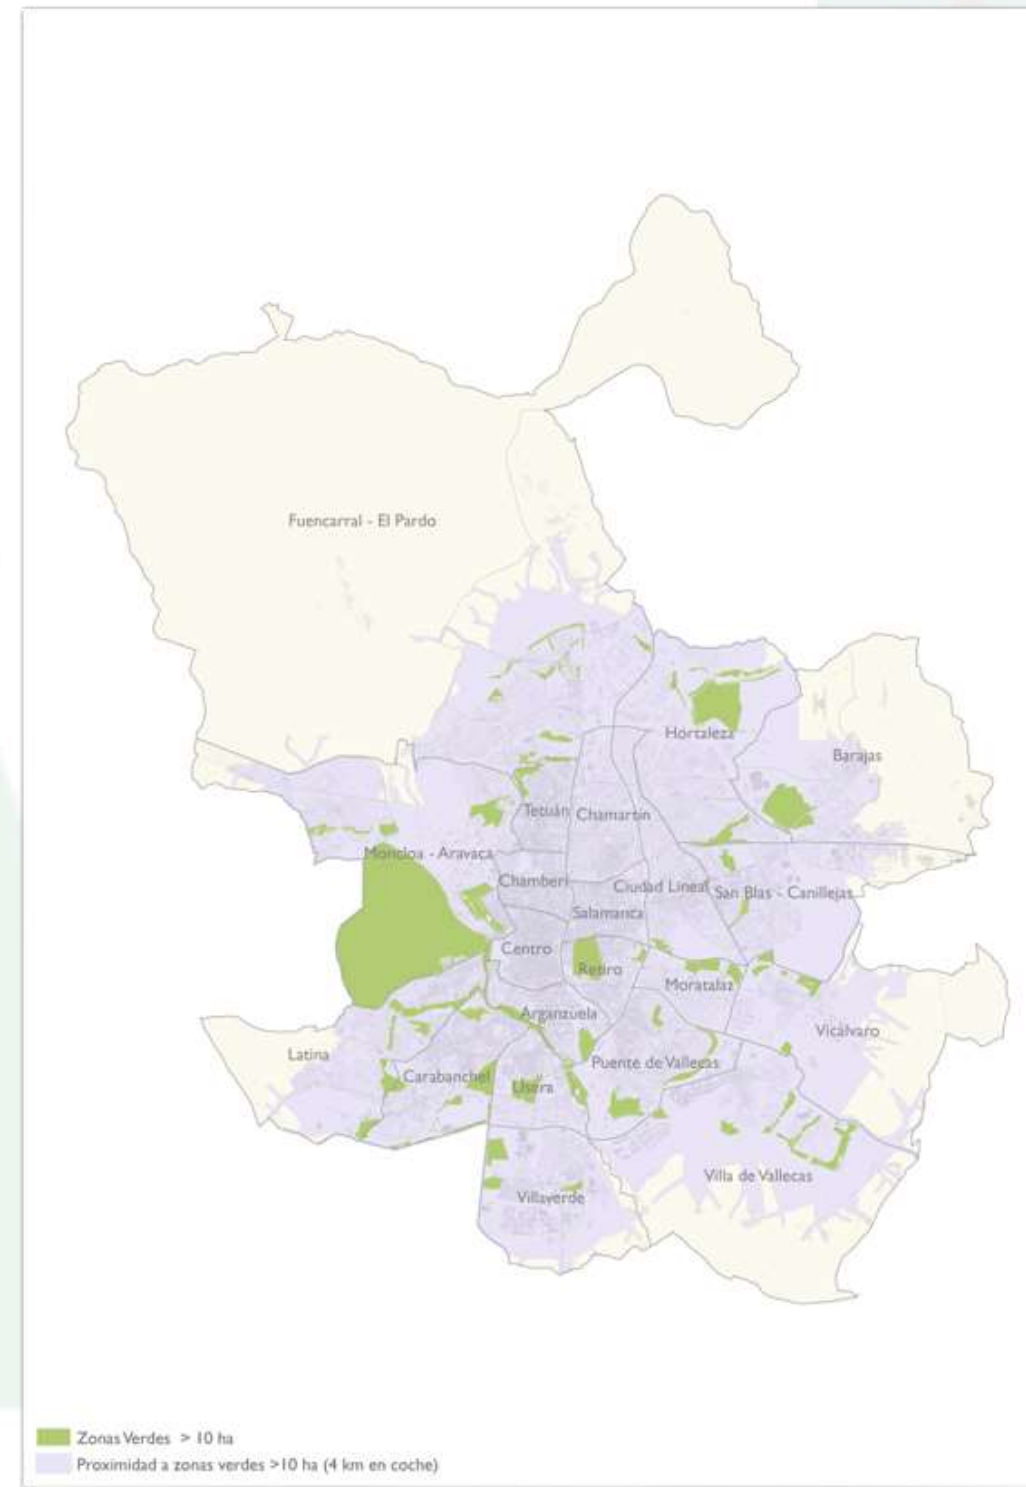 Fuencarral - El Pardo
Hortaleza
Barajas
Tetuán
Chamartín
Moncloa - Aravaca
Chamberí
Ciudad Lineal
San Blas - Canillejas
Salamanca
Centro
Retiro
Moratalaz
Arganzuela
Vicálvaro
Latina
Puente de Vallecas
Carabanchel
Usera
Villa de Vallecas
Villaverde
Zonas Verdes > 10 ha
Proximidad a zonas verdes >10 ha (4 km en coche)